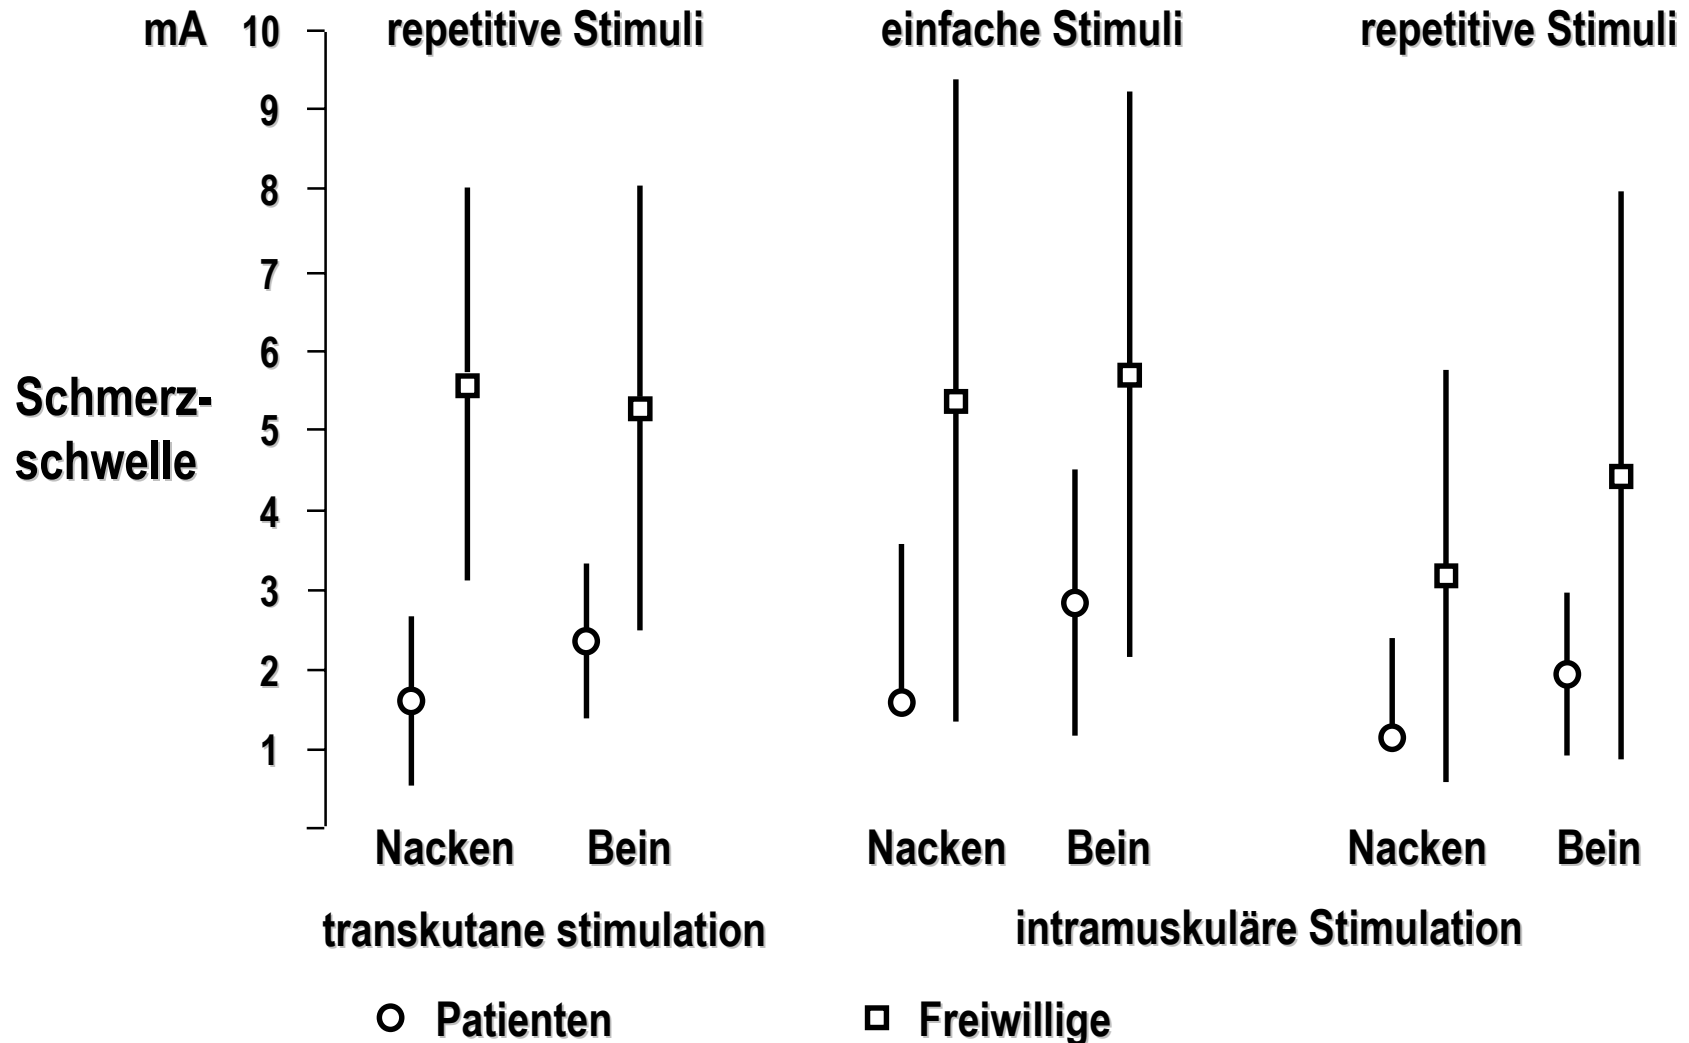 mA 10 repetitive Stimuli einfache Stimuli repetitive Stimuli
9
8
7
6
Schmerz-
5
schwelle
4
3
2
1
Nacken Bein Nacken Bein Nacken Bein
transkutane stimulation intramuskuläre Stimulation
Patienten Freiwillige